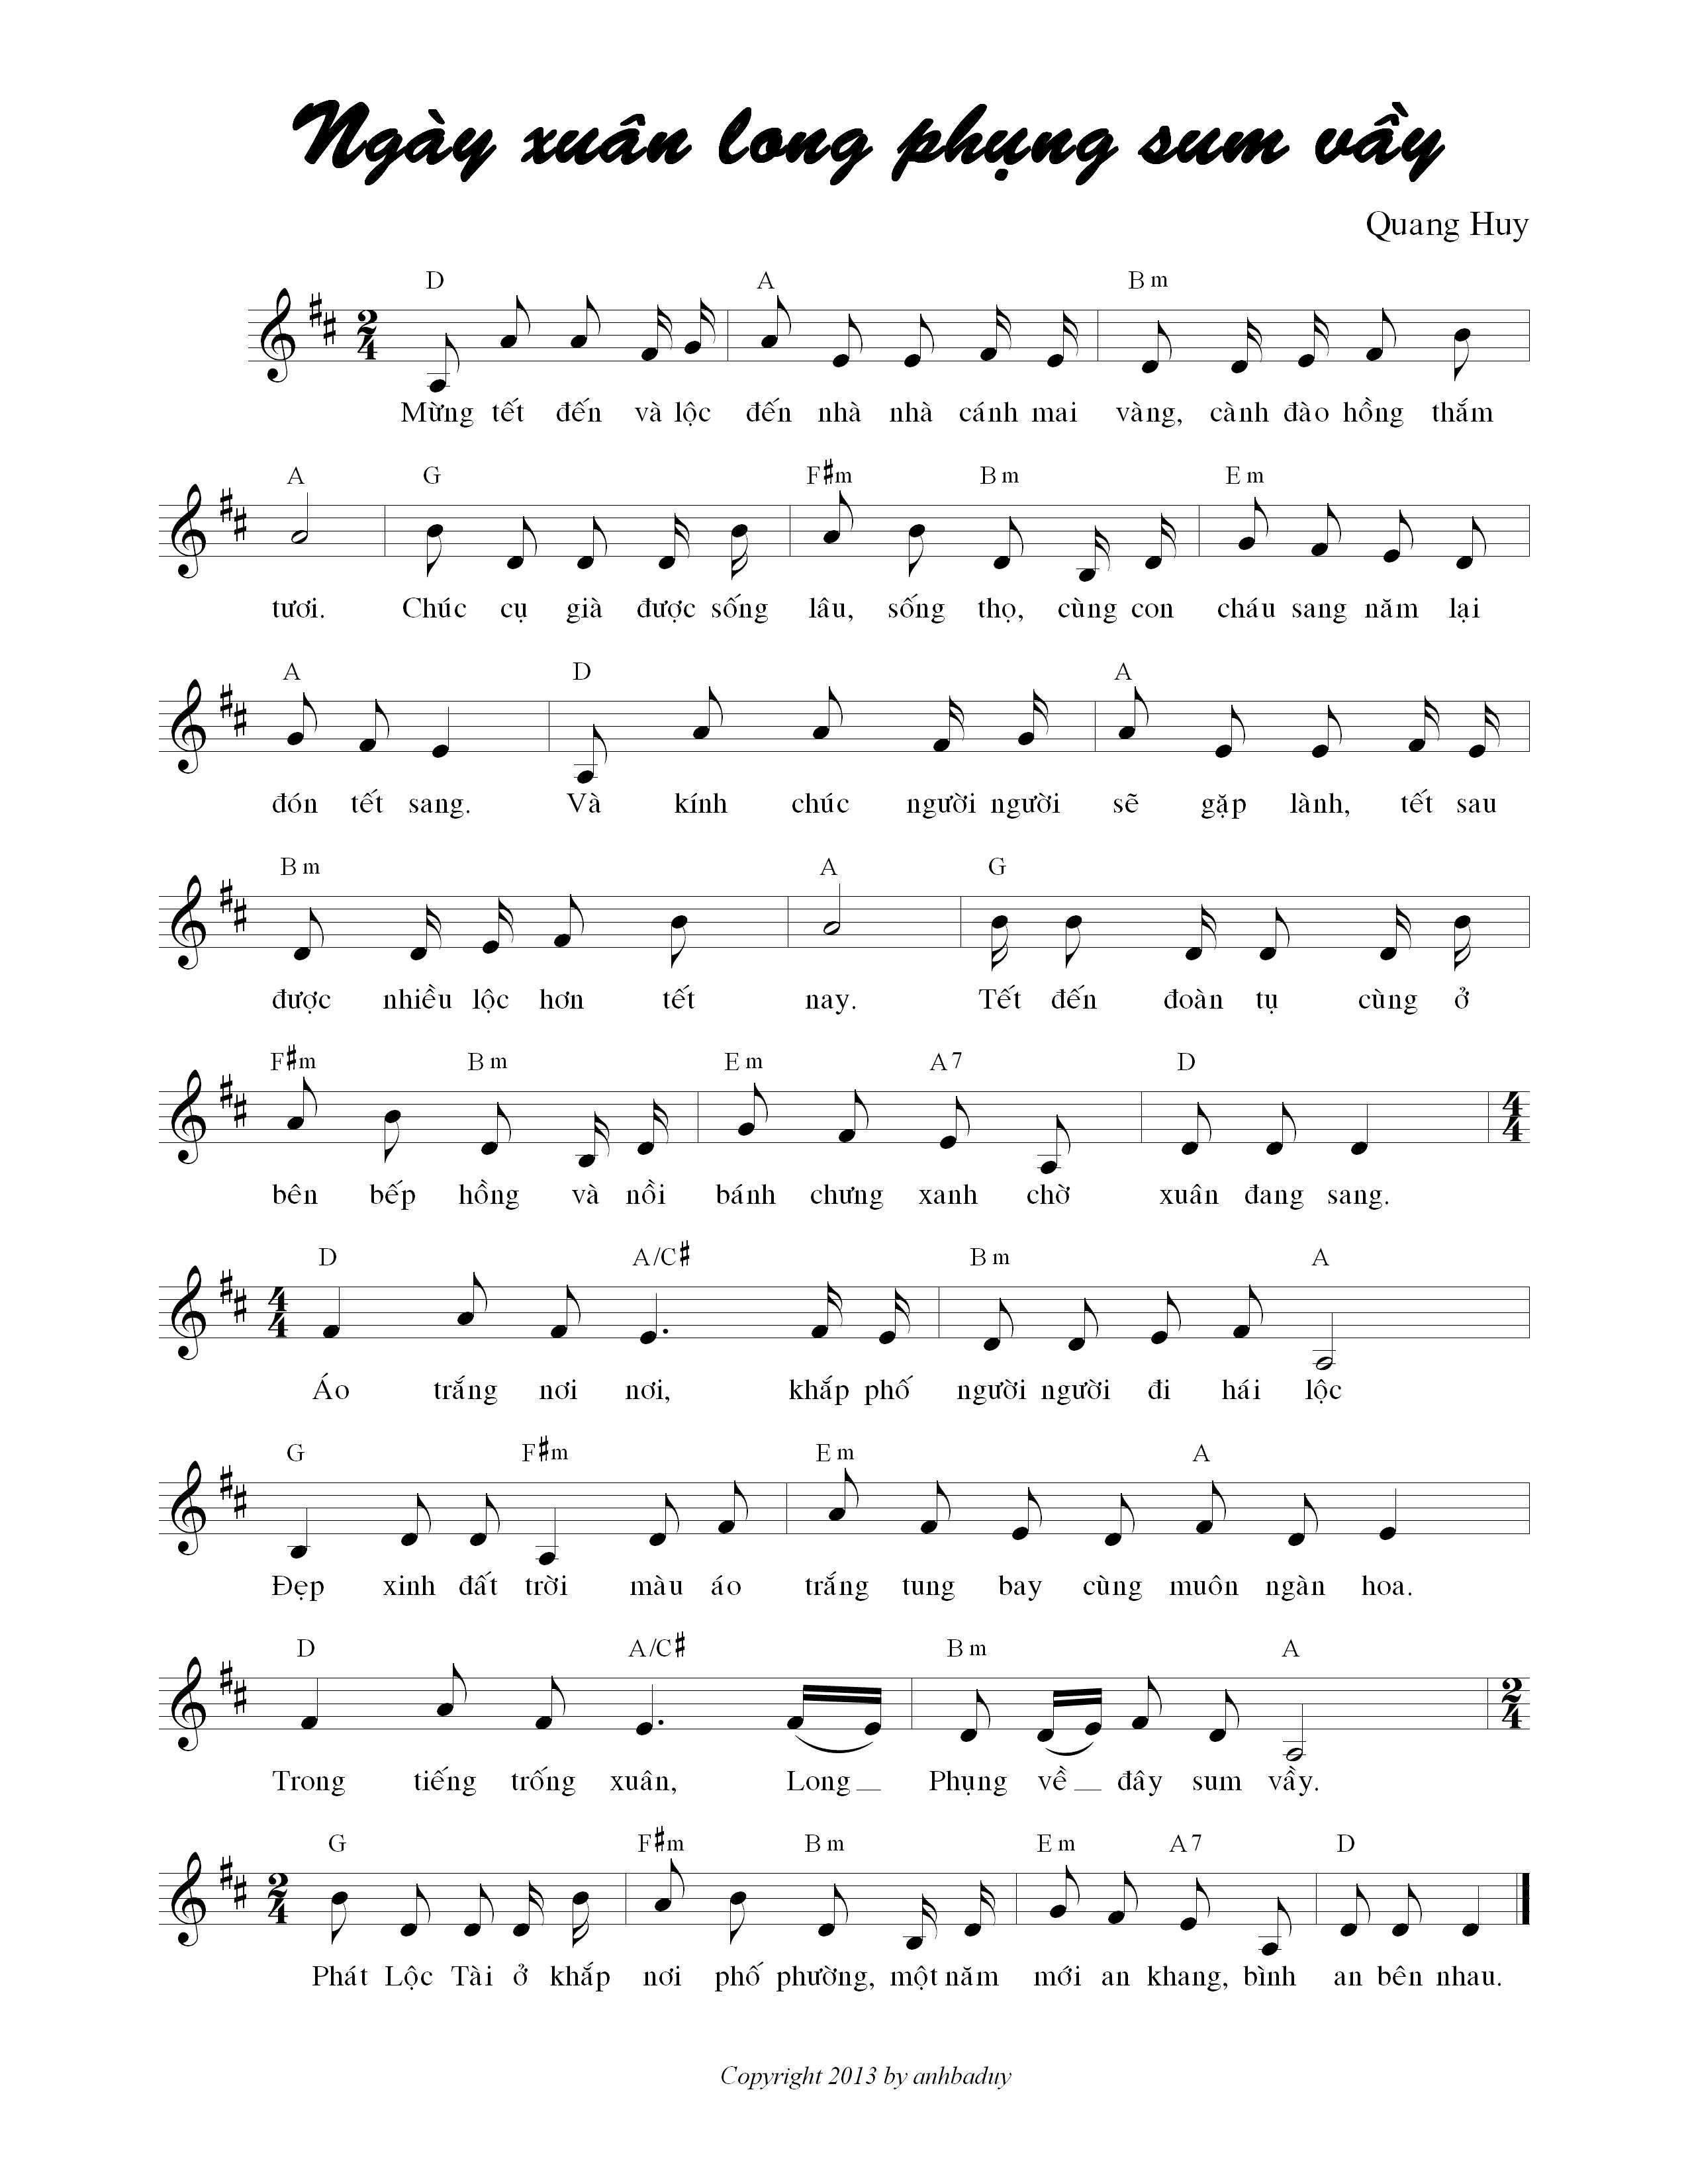 Ngày xuân long phụng sum vầy
Quang Huy
D A Bm
2/4
Mừng tết đến và lộc đến nhà nhà cánh mai vàng, cành đào hồng thắm
A G F#m Bm Em
tươi. Chúc cụ già được sống lâu, sống thọ, cùng con cháu sang năm lại
A D A
đón tết sang. Và kính chúc người người sẽ gặp lành, tết sau
Bm A G
được nhiều lộc hơn tết nay. Tết đến đoàn tụ cùng ở
F#m Bm Em A7 D
4/4
bên bếp hồng và nồi bánh chưng xanh chờ xuân đang sang.
D A/C# Bm A
4/4
Áo trắng nơi nơi, khắp phố người người đi hái lộc
G F#m Em A
Đẹp xinh đất trời màu áo trắng tung bay cùng muôn ngàn hoa.
D A/C# Bm A
2/4
Trong tiếng trống xuân, Long Phụng về đây sum vầy.
G F#m Bm Em A7 D
2/4
Phát Lộc Tài ở khắp nơi phố phường, một năm mới an khang, bình an bên nhau.
Copyright 2013 by anhbaduy